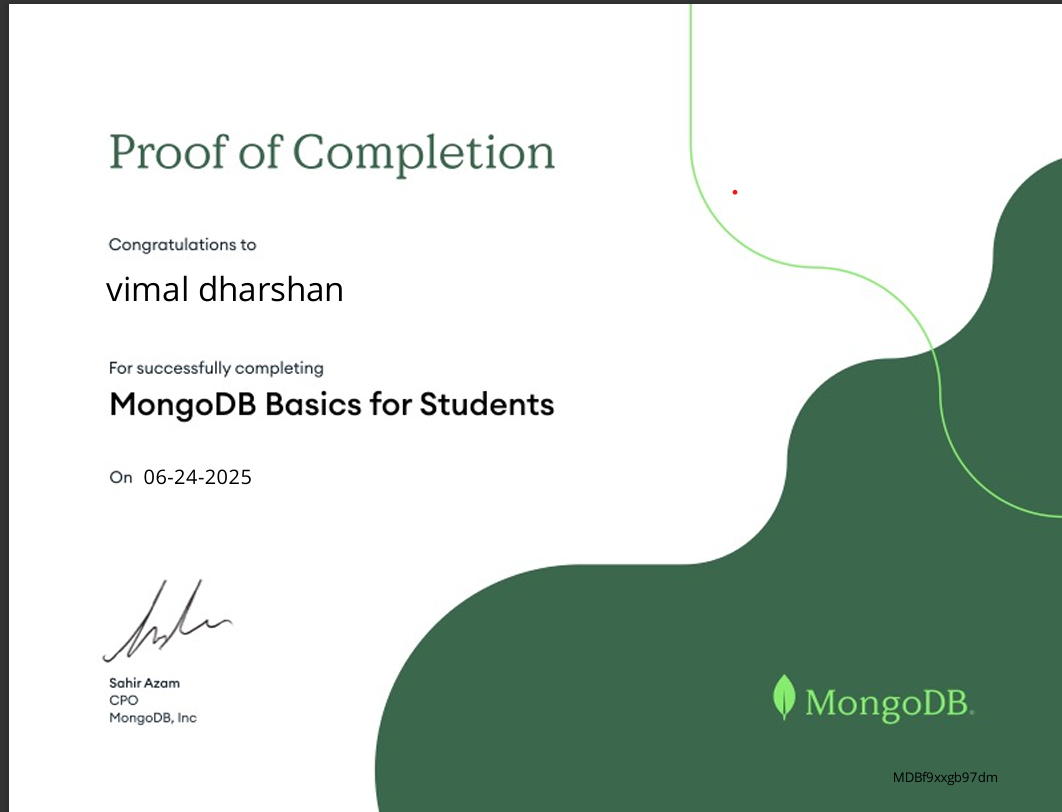 Proof of Completion
Congratulations to
vimal dharshan
For successfully completing
MongoDB Basics for Students
On 06-24-2025
Sahir Azam
CPO
MongoDB, Inc
MongoDB®
MDBf9xxgb97dm